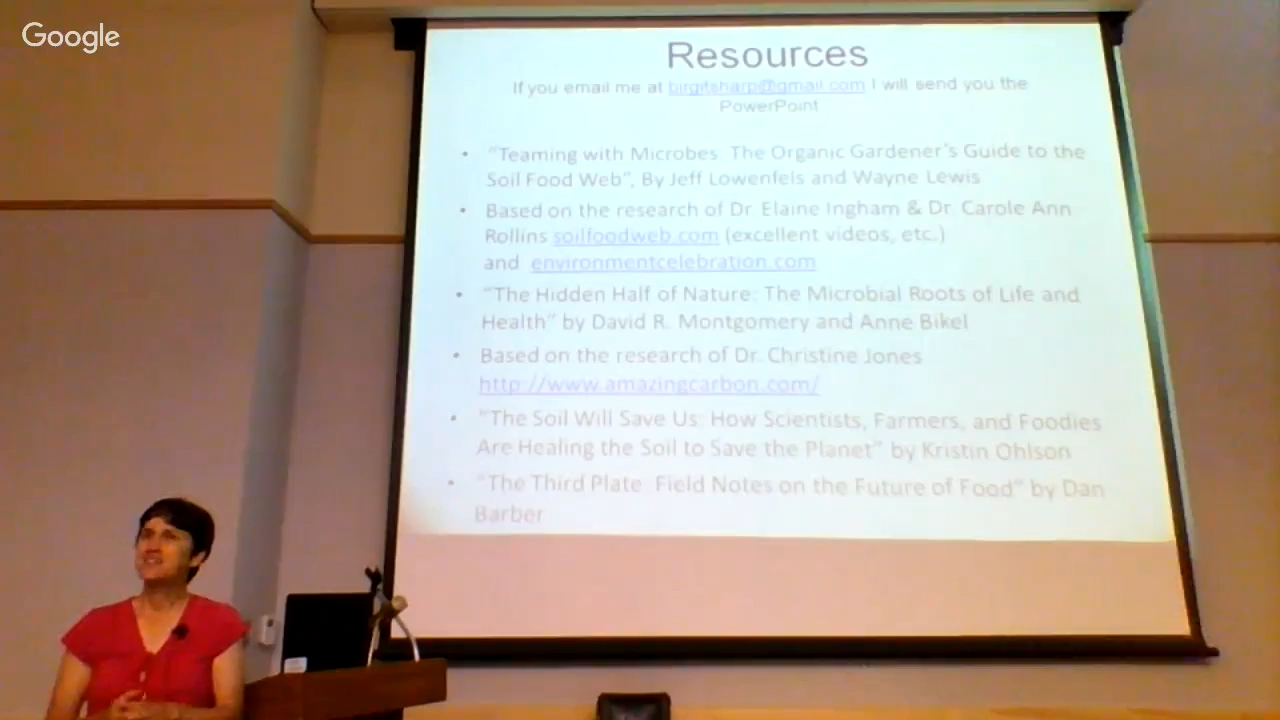 Google
Resources
If you email me at birgitsharp@gmail.com I will send you the
PowerPoint
• "Teaming with Microbes: The Organic Gardener's Guide to the
Soil Food Web", By Jeff Lowenfels and Wayne Lewis
• Based on the research of Dr. Elaine Ingham & Dr. Carole Ann
Rollins soilfoodweb.com (excellent videos, etc.)
and environmentcelebration.com
• "The Hidden Half of Nature: The Microbial Roots of Life and
Health" by David R. Montgomery and Anne Bikel
• Based on the research of Dr. Christine Jones
http://www.amazingcarbon.com/
• "The Soil Will Save Us: How Scientists, Farmers, and Foodies
Are Healing the Soil to Save the Planet" by Kristin Ohlson
• "The Third Plate: Field Notes on the Future of Food" by Dan
Barber